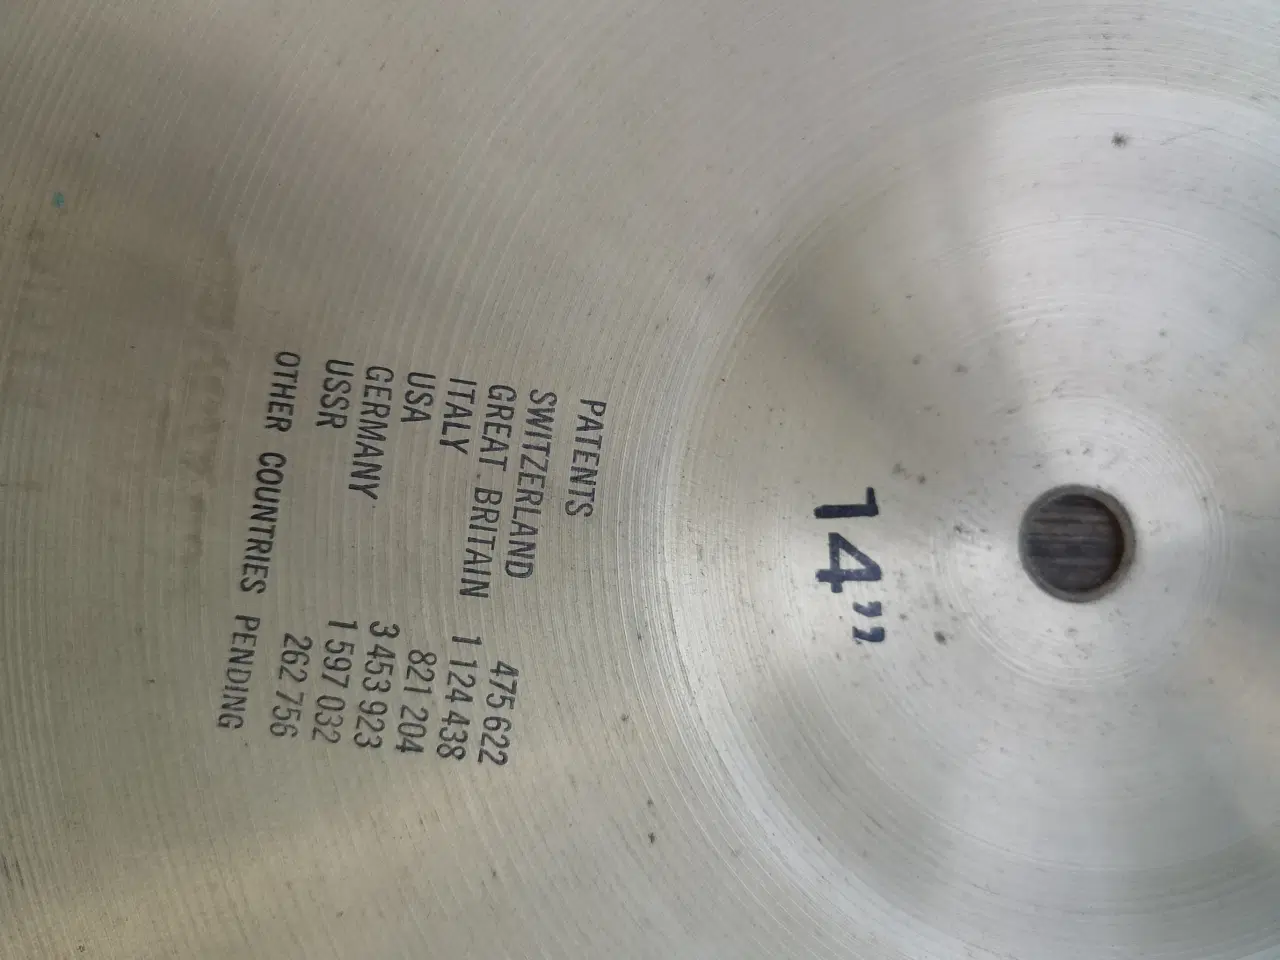 14”
PATENTS
SWITZERLAND 475 622
GREAT BRITAIN 1 124 438
ITALY 821 204
USA 3 453 923
GERMANY 1 597 032
USSR 262 756
OTHER COUNTRIES PENDING